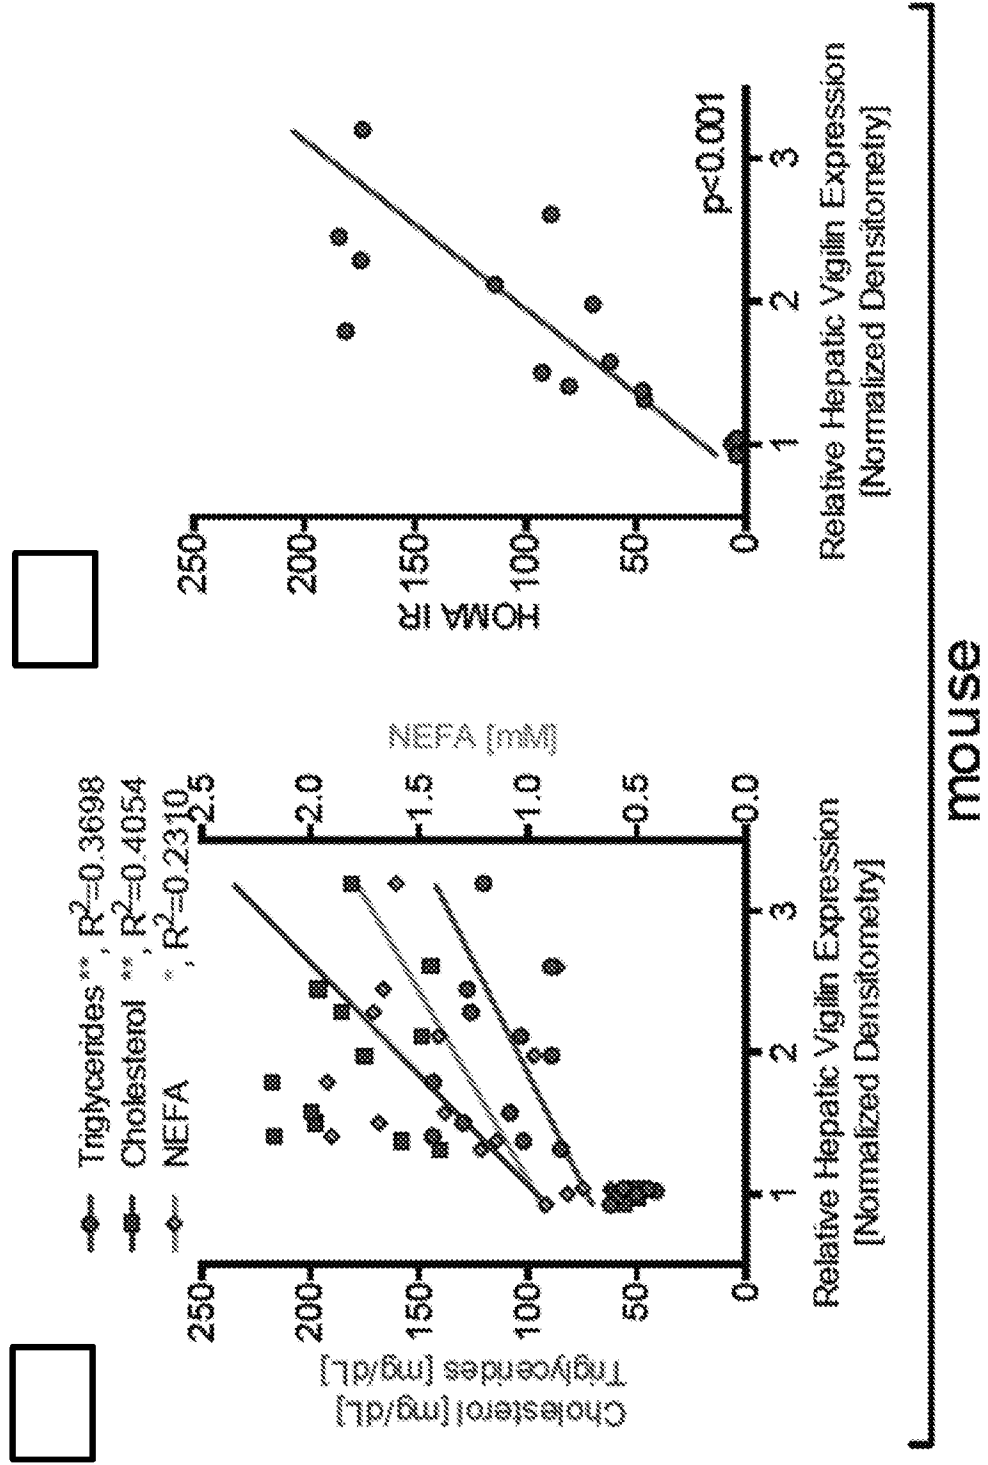 Triglycerides **, R2=0.3698
Cholesterol **, R2=0.4054
NEFA *, R2=0.2310
Cholesterol [mg/dL]
Triglycerides [mg/dL]
250
200
150
100
50
0
2.5
2.0
1.5
1.0
0.5
0.0
NEFA [mM]
1 2 3
Relative Hepatic Vigilin Expression
[Normalized Densitometry]
HOMA IR
250
200
150
100
50
0
p<0.001
1 2 3
Relative Hepatic Vigilin Expression
[Normalized Densitometry]
mouse